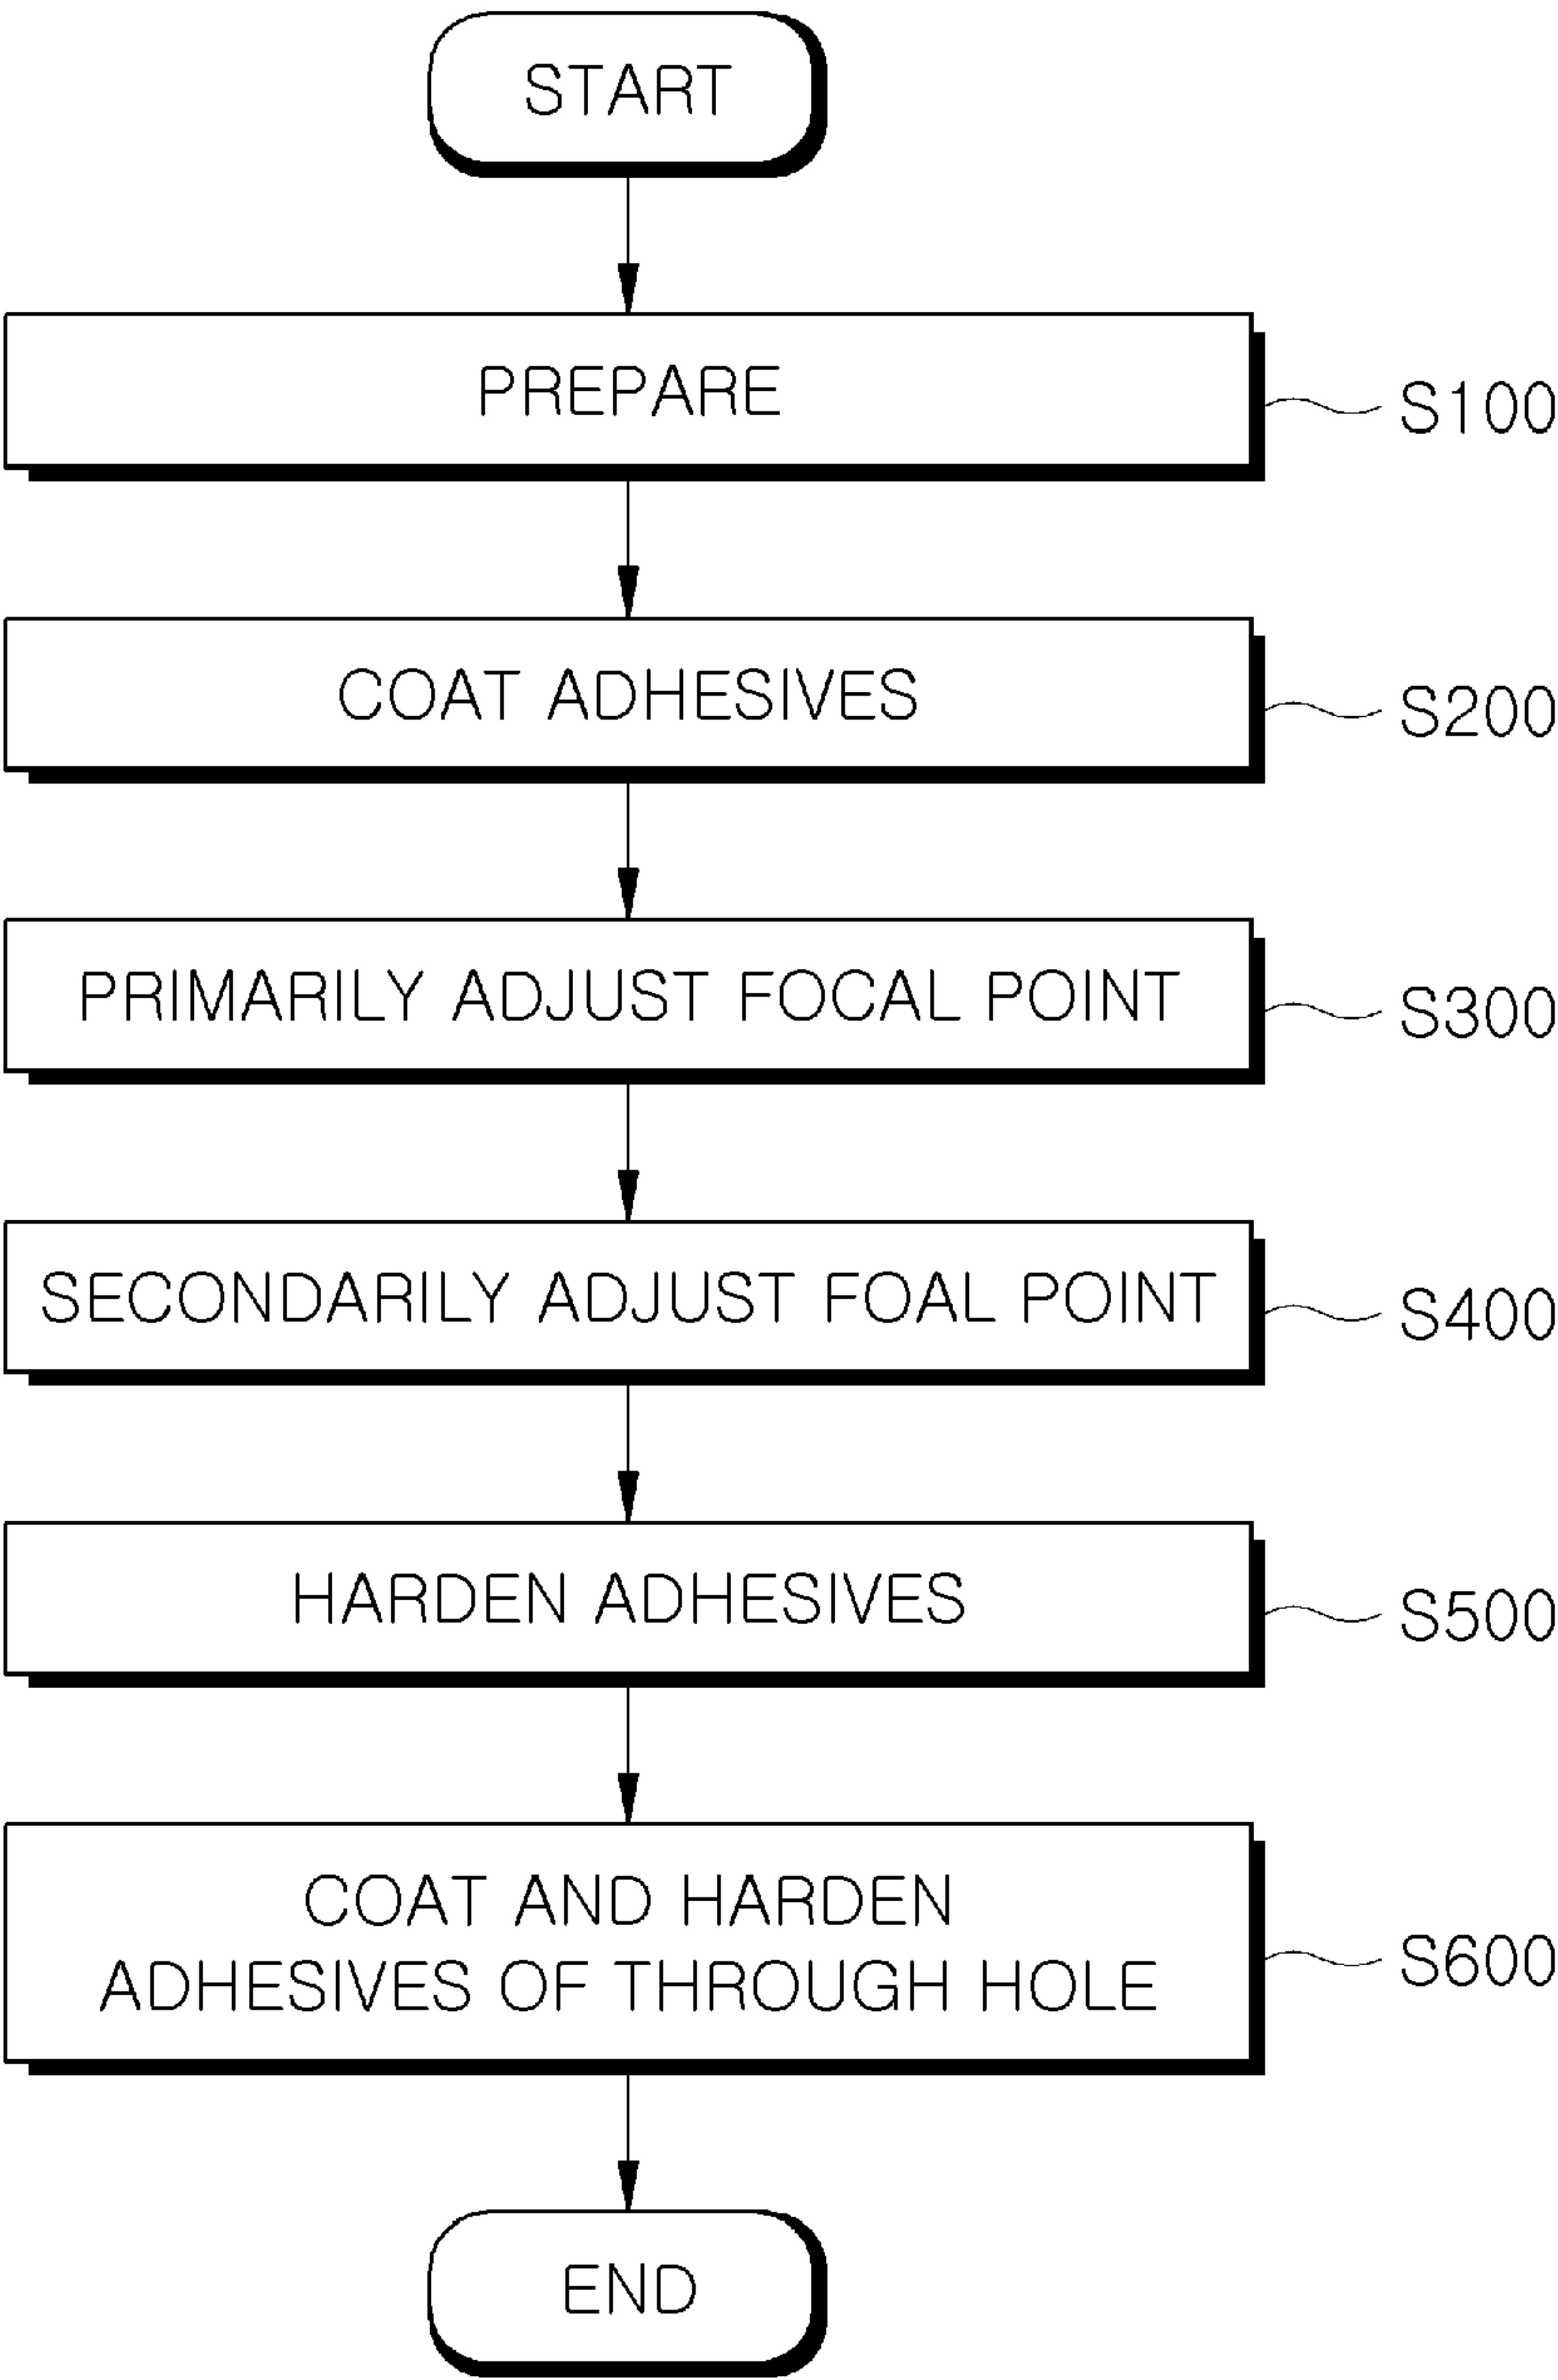 START
PREPARE
S100
COAT ADHESIVES
S200
PRIMARILY ADJUST FOCAL POINT
S300
SECONDARILY ADJUST FOAL POINT
S400
HARDEN ADHESIVES
S500
COAT AND HARDEN
ADHESIVES OF THROUGH HOLE
S600
END